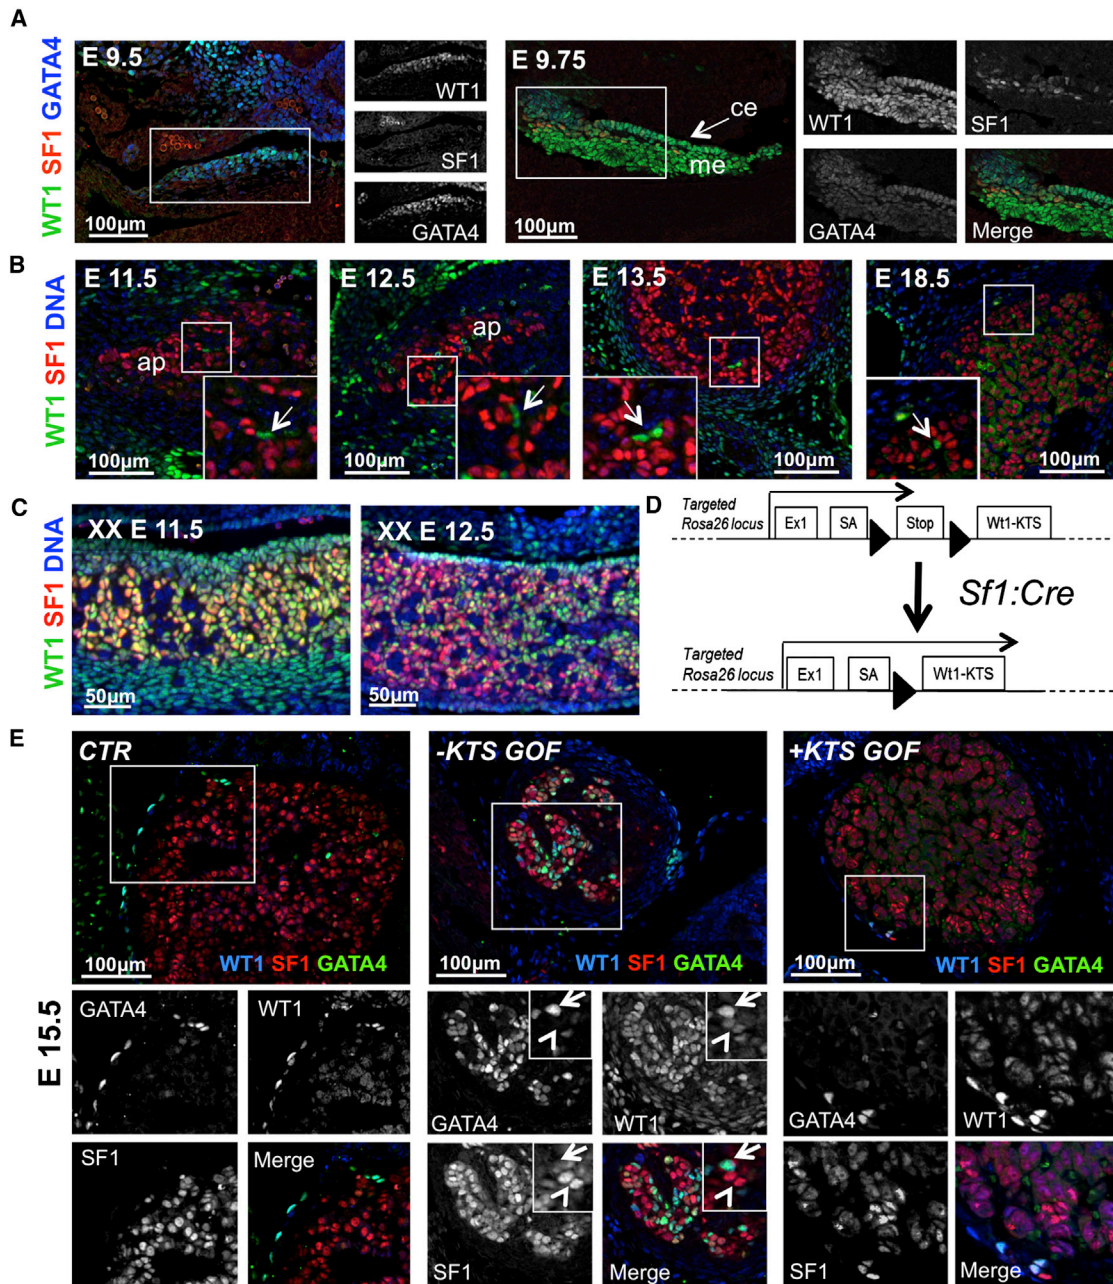 A
WT1 SF1 GATA4
E 9.5
100µm
WT1
SF1
GATA4
E 9.75
ce
me
100µm
WT1
SF1
GATA4
Merge
B
WT1 SF1 DNA
E 11.5
ap
ap
100µm
E 12.5
ap
100µm
E 13.5
100µm
E 18.5
100µm
C
WT1 SF1 DNA
XX E 11.5
50µm
XX E 12.5
50µm
D
Targeted
Rosa26 locus
Ex1
SA
Stop
Wt1-KTS
Sf1:Cre
Targeted
Rosa26 locus
Ex1
SA
Wt1-KTS
E
CTR
100µm
WT1 SF1 GATA4
-KTS GOF
100µm
WT1 SF1 GATA4
+KTS GOF
100µm
WT1 SF1 GATA4
E 15.5
GATA4
WT1
SF1
Merge
GATA4
WT1
SF1
Merge
GATA4
WT1
SF1
Merge